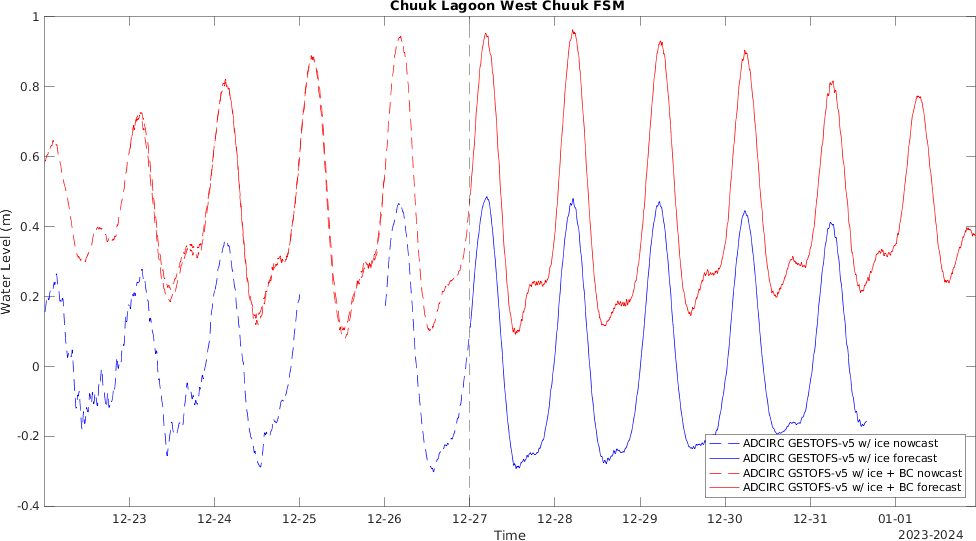 Chuuk Lagoon West Chuuk FSM
Water Level (m)
1
0.8
0.6
0.4
0.2
0
-0.2
-0.4
ADCIRC GESTOFS-v5 w/ ice nowcast
ADCIRC GESTOFS-v5 w/ ice forecast
ADCIRC GSTOFS-v5 w/ ice + BC nowcast
ADCIRC GSTOFS-v5 w/ ice + BC forecast
12-23 12-24 12-25 12-26 12-27 12-28 12-29 12-30 12-31 01-01
Time
2023-2024